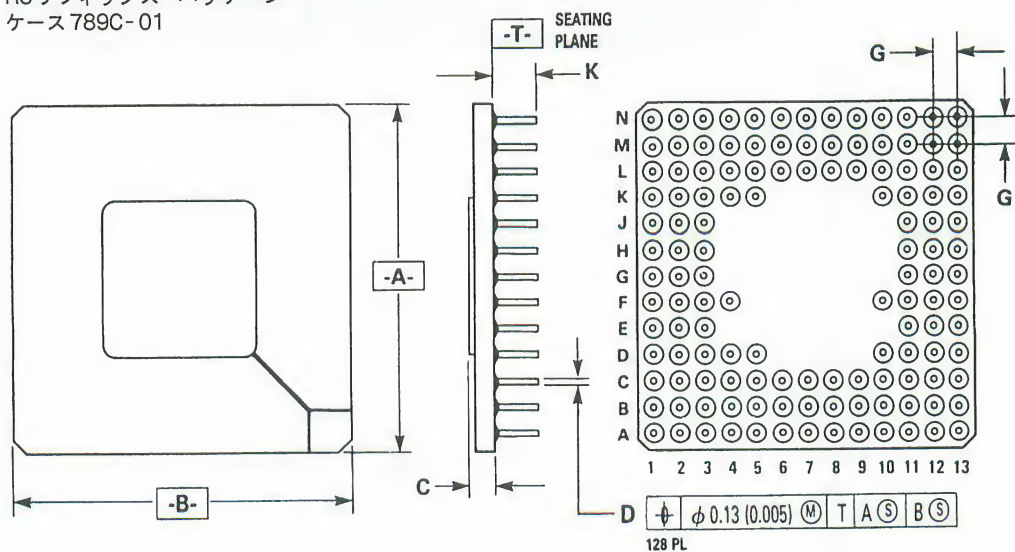 ケース789C-01
-T- SEATING
PLANE
K
G
G
-A-
-B-
C
N
M
L
K
J
H
G
F
E
D
C
B
A
1 2 3 4 5 6 7 8 9 10 11 12 13
D ⌖ ϕ 0.13 (0.005) Ⓜ T A Ⓢ B Ⓢ
128 PL